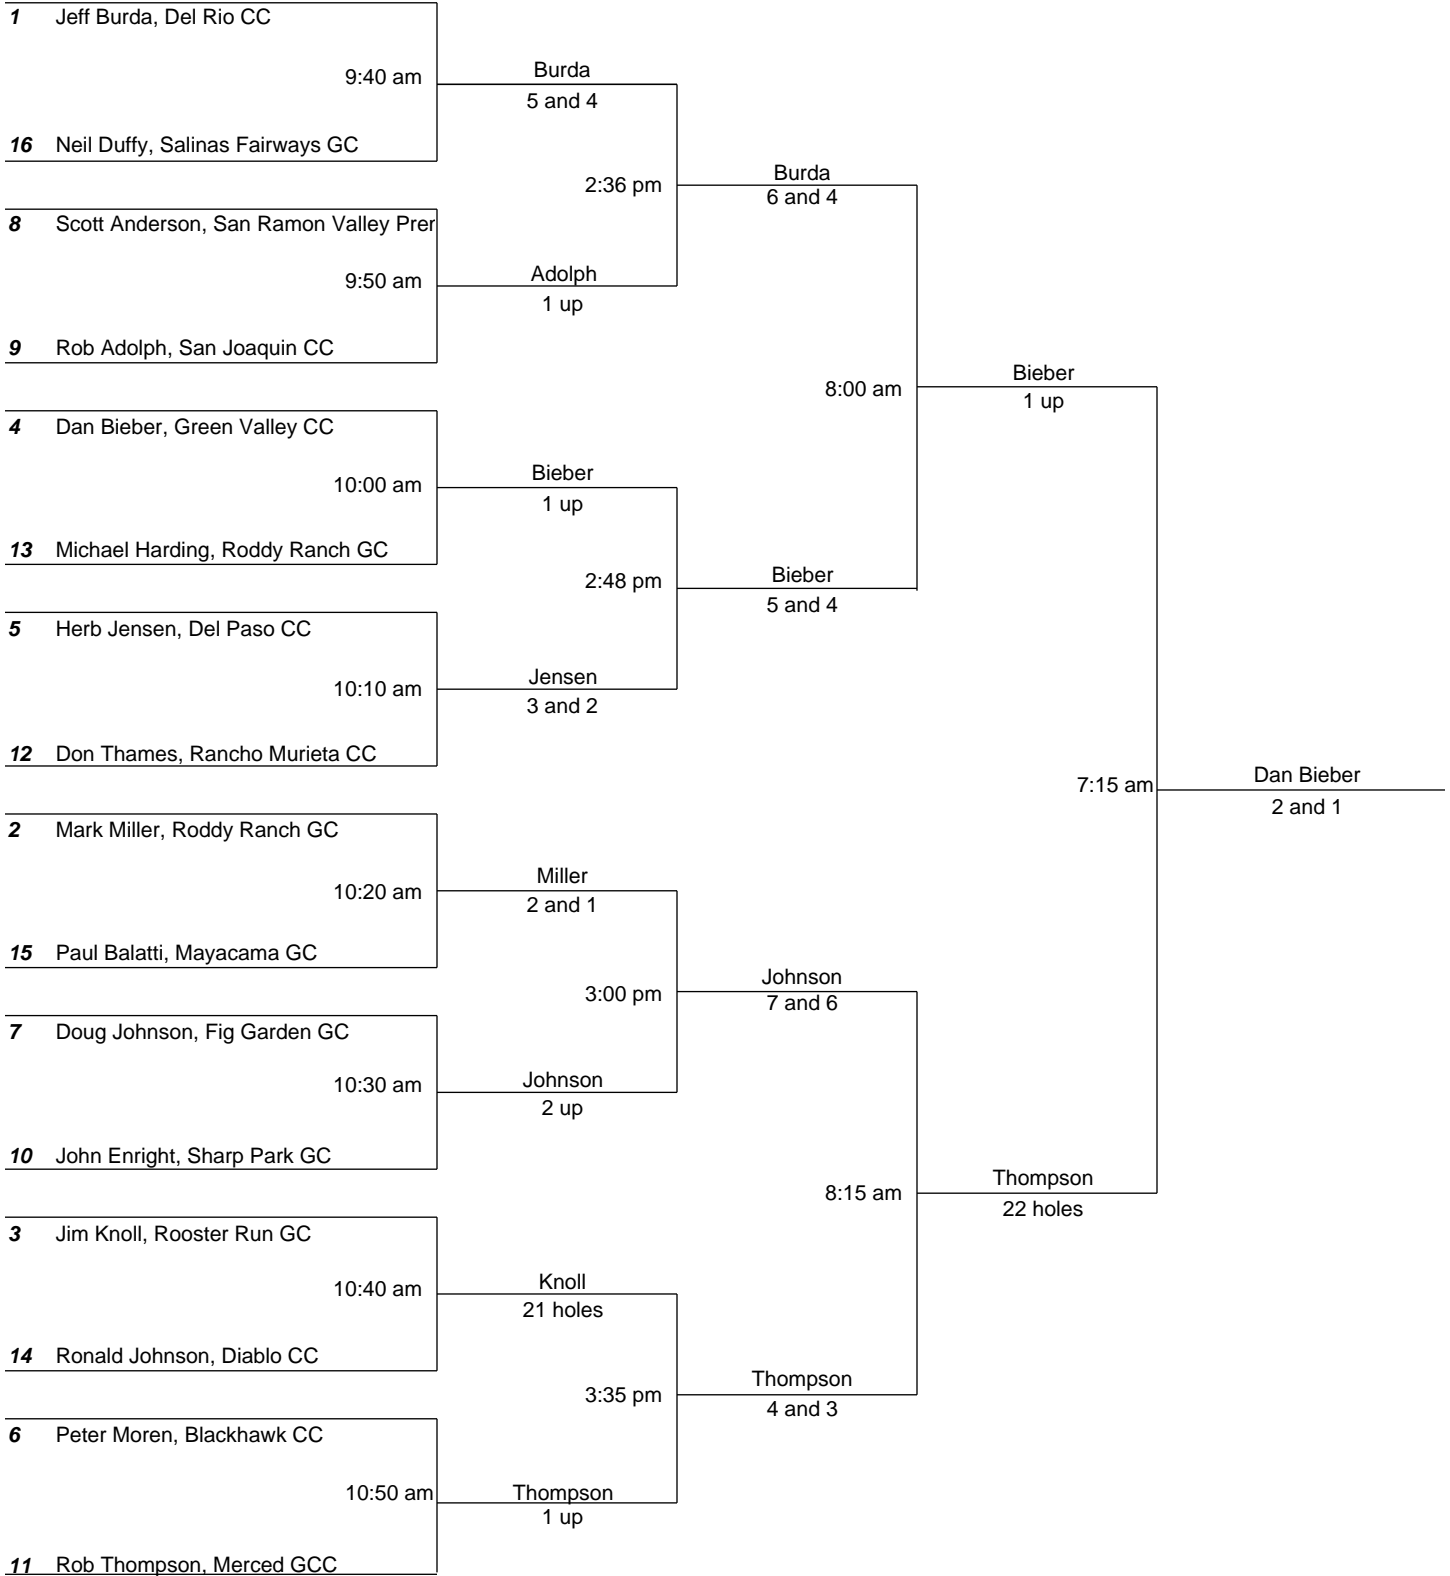 1 Jeff Burda, Del Rio CC
9:40 am
Burda
5 and 4
16 Neil Duffy, Salinas Fairways GC
2:36 pm
Burda
6 and 4
8 Scott Anderson, San Ramon Valley Prer
9:50 am
Adolph
1 up
9 Rob Adolph, San Joaquin CC
8:00 am
Bieber
1 up
4 Dan Bieber, Green Valley CC
10:00 am
Bieber
1 up
13 Michael Harding, Roddy Ranch GC
2:48 pm
Bieber
5 and 4
5 Herb Jensen, Del Paso CC
10:10 am
Jensen
3 and 2
12 Don Thames, Rancho Murieta CC
7:15 am
Dan Bieber
2 and 1
2 Mark Miller, Roddy Ranch GC
10:20 am
Miller
2 and 1
15 Paul Balatti, Mayacama GC
3:00 pm
Johnson
7 and 6
7 Doug Johnson, Fig Garden GC
10:30 am
Johnson
2 up
10 John Enright, Sharp Park GC
8:15 am
Thompson
22 holes
3 Jim Knoll, Rooster Run GC
10:40 am
Knoll
21 holes
14 Ronald Johnson, Diablo CC
3:35 pm
Thompson
4 and 3
6 Peter Moren, Blackhawk CC
10:50 am
Thompson
1 up
11 Rob Thompson, Merced GCC